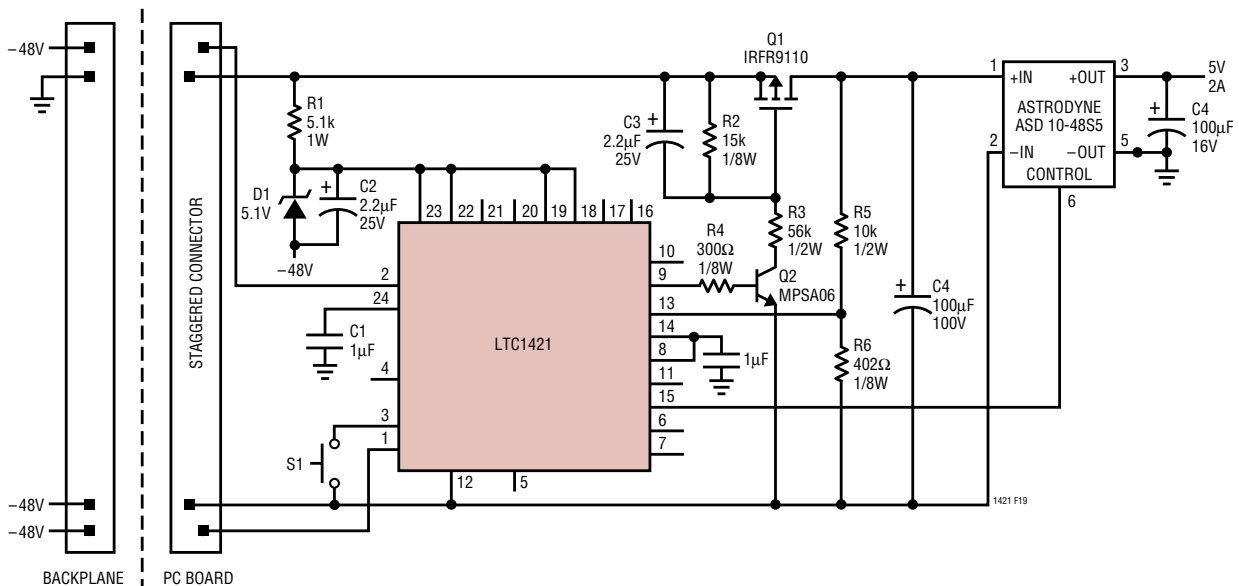 –48V
–48V
–48V
BACKPLANE
STAGGERED CONNECTOR
PC BOARD
R1
5.1k
1W
D1
5.1V
+
C2
2.2µF
25V
–48V
C1
1µF
S1
23
22
21
20
19
18
17
16
2
24
4
3
1
12
5
LTC1421
10
9
13
14
8
11
15
6
7
C3
2.2µF
25V
+
R2
15k
1/8W
Q1
IRFR9110
R3
56k
1/2W
R4
300Ω
1/8W
Q2
MPSA06
1µF
R5
10k
1/2W
R6
402Ω
1/8W
+
C4
100µF
100V
1
+IN
2
–IN
ASTRODYNE
ASD 10-48S5
CONTROL
+OUT
3
–OUT
5
6
5V
2A
+
C4
100µF
16V
1421 F19